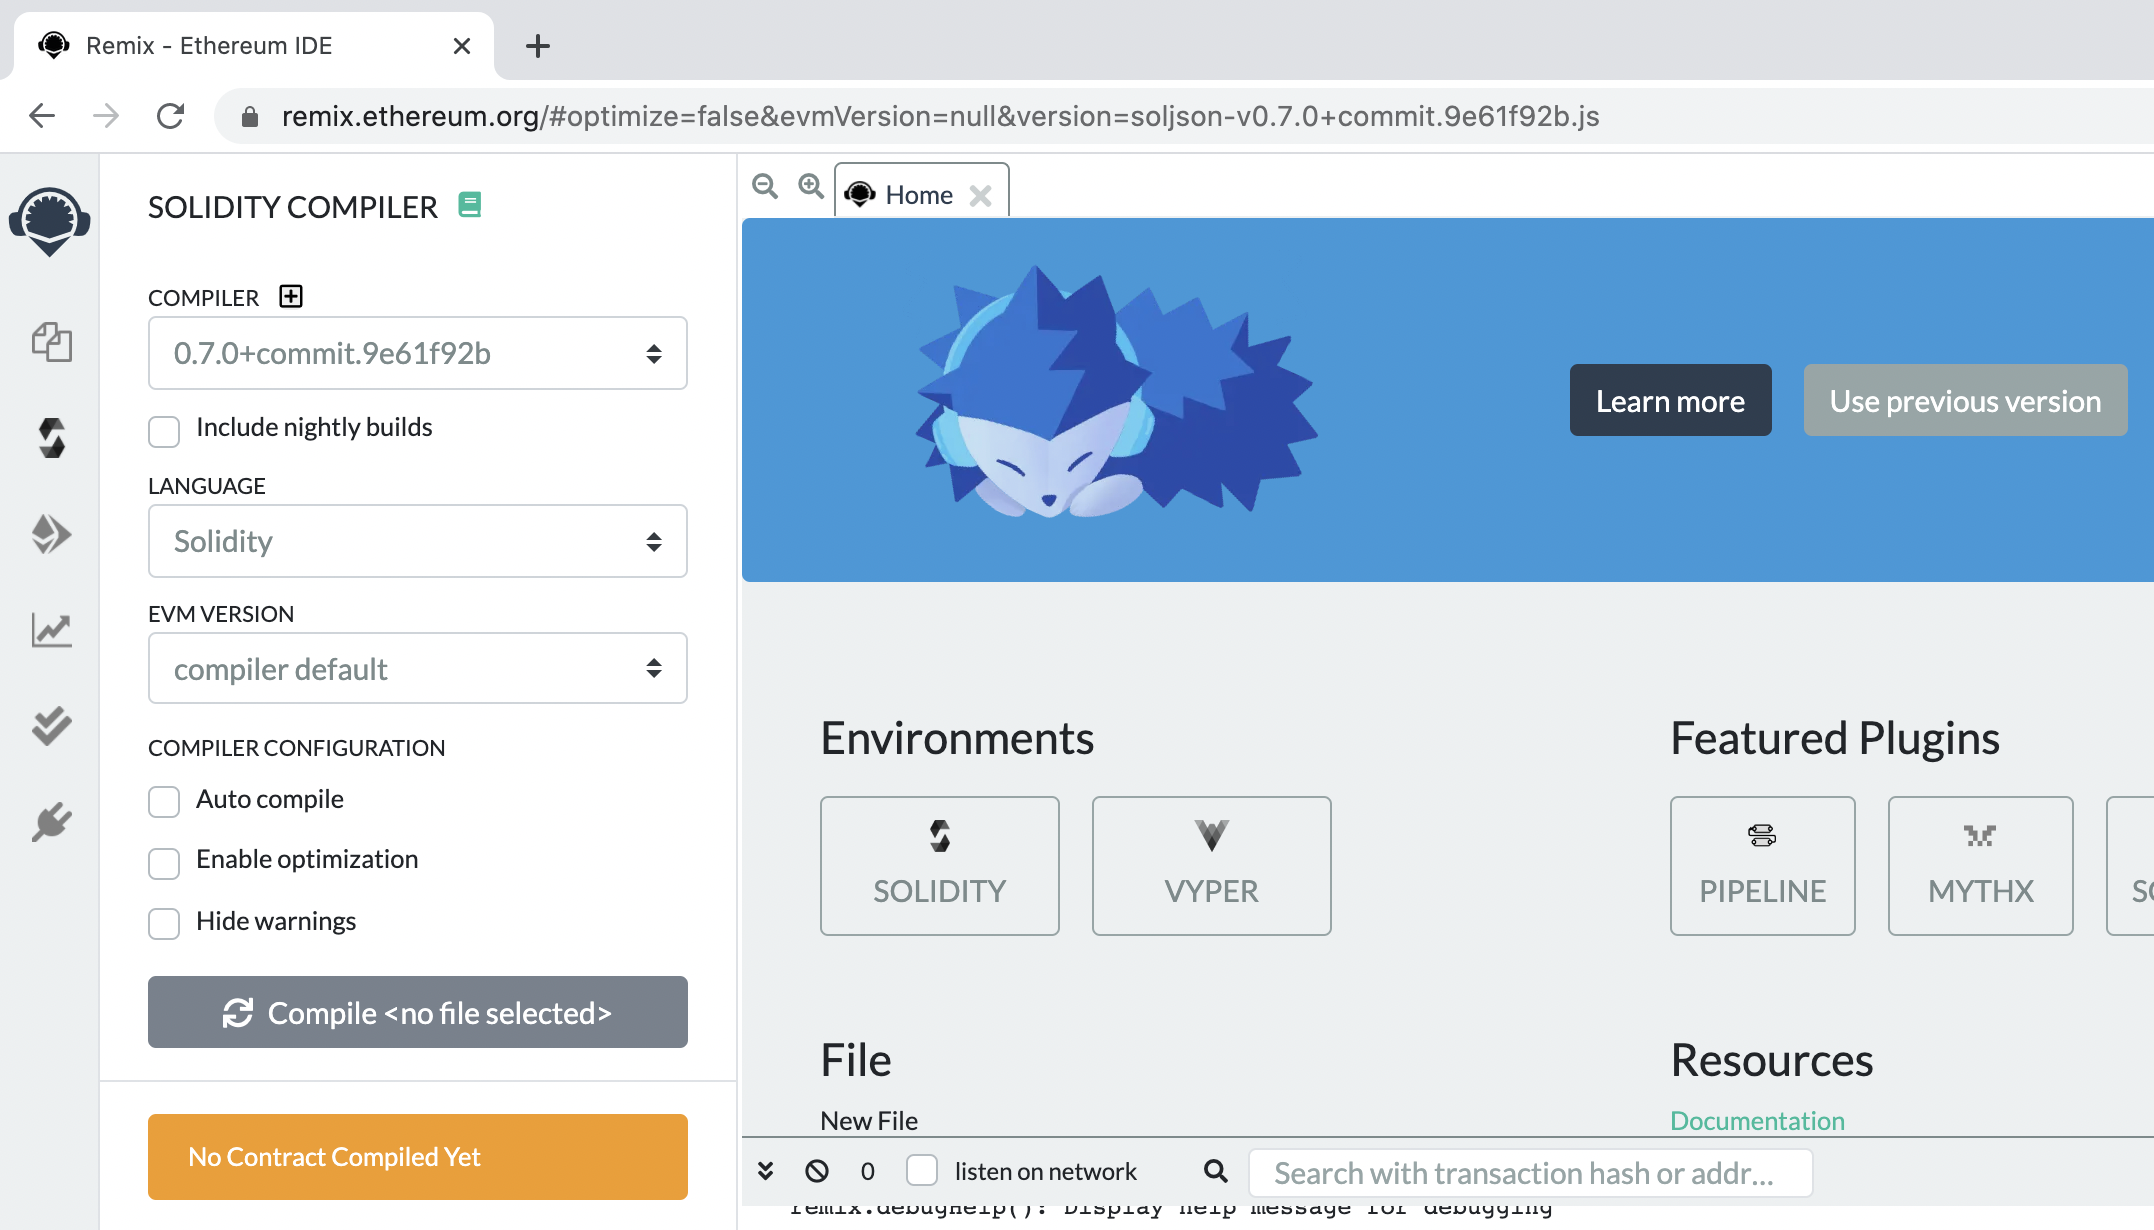 Remix - Ethereum IDE
remix.ethereum.org/#optimize=false&evmVersion=null&version=soljson-v0.7.0+commit.9e61f92b.js
SOLIDITY COMPILER
COMPILER
0.7.0+commit.9e61f92b
Include nightly builds
LANGUAGE
Solidity
EVM VERSION
compiler default
COMPILER CONFIGURATION
Auto compile
Enable optimization
Hide warnings
Compile <no file selected>
No Contract Compiled Yet
Home
Learn more
Use previous version
Environments
SOLIDITY
VYPER
Featured Plugins
PIPELINE
MYTHX
File
New File
Resources
Documentation
0
listen on network
Search with transaction hash or addr...
remix.debugHelp(): Display help message for debugging